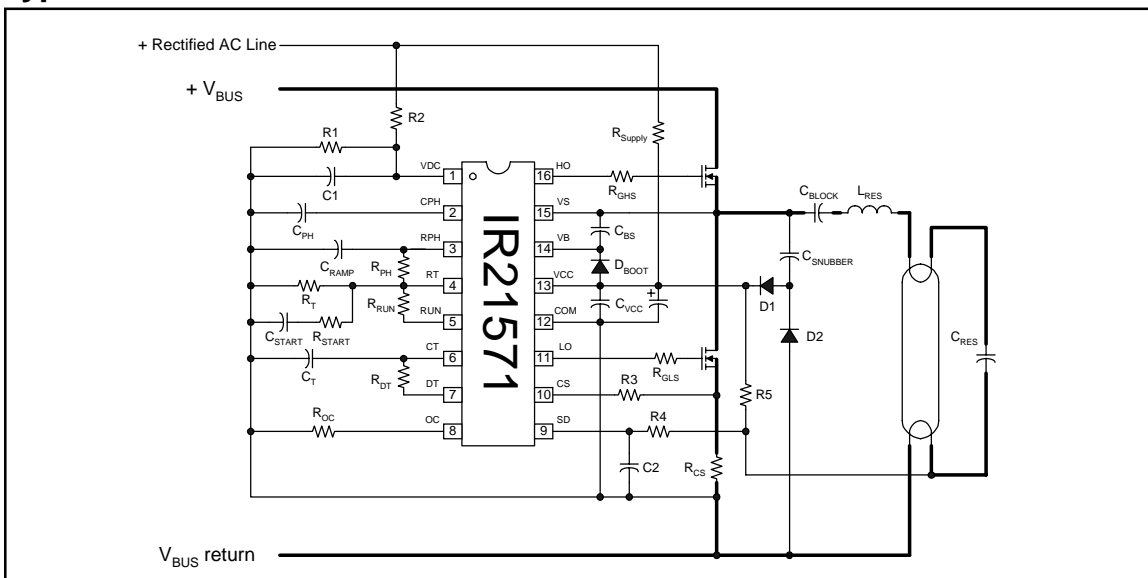 + Rectified AC Line
+ VBUS
R2
R1
RSupply
VDC
1
16
HO
RGHS
C1
CBLOCK
LRES
CPH
2
15
VS
CPH
CBS
RPH
3
14
VB
CRAMP
RPH
DBOOT
CSNUBBER
RT
4
13
VCC
RT
RRUN
CVCC
+
D1
RUN
5
12
COM
CSTART
RSTART
D2
CRES
CT
6
11
LO
CT
RDT
RGLS
R3
R5
DT
7
10
CS
ROC
OC
8
9
SD
R4
C2
RCS
IR21571
VBUS return